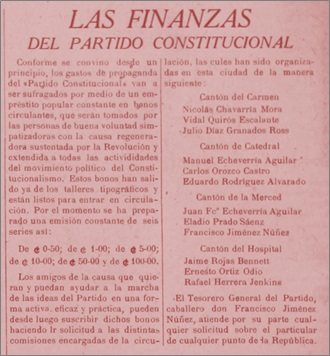 LAS FINANZAS
DEL PARTIDO CONSTITUCIONAL
Conforme se convino desde un
principio, los gastos de propaganda
del «Partido Constitucional» van a
ser sufragados por medio de un em-
préstito popular constante en bonos
circulantes, que serán tomados por
las personas de buena voluntad sim-
patizadoras con la causa regenera-
dora sustentada por la Revolución y
extendida a todas las actividades
del movimiento político del Consti-
tucionalismo. Estos bonos han sali-
do ya de los talleres tipográficos y
están listos para entrar en circula-
ción. Por el momento se ha prepa-
rado una emisión constante de seis
series así:
De ₡ 0-50; de ₡ 1-00; de ₡ 5-00;
de ₡ 10-00; de ₡ 50-00 y de ₡ 100-00.
Los amigos de la causa que quie-
ran y puedan ayudar a la marcha
de las ideas del Partido en una for-
ma activa, eficaz y práctica, pueden
desde luego suscribir dichos bonos
haciendo la solicitud a las distintas
comisiones encargadas de la circu-
lación, las cules han sido organiza-
das en esta ciudad de la manera
siguiente:
Cantón del Carmen
Nicolás Chavarría Mora
Vidal Quirós Escalante
Julio Díaz Granados Roes
Cantón de Catedral
Manuel Echeverría Aguilar
Carlos Orozco Castro
Eduardo Rodríguez Alvarado
Cantón de la Merced
Juan Fco Echeverría Aguilar
Eladio Prado Sáenz
Francisco Jiménez Núñez
Cantón del Hospital
Jaime Rojas Bennett
Ernesto Ortiz Odio
Rafael Herrera Jenkins
El Tesorero General del Partido,
caballero don Francisco Jiménez
Núñez, atiende por su parte cual-
quier solicitud sobre el particular
de cualquier punto de la República.